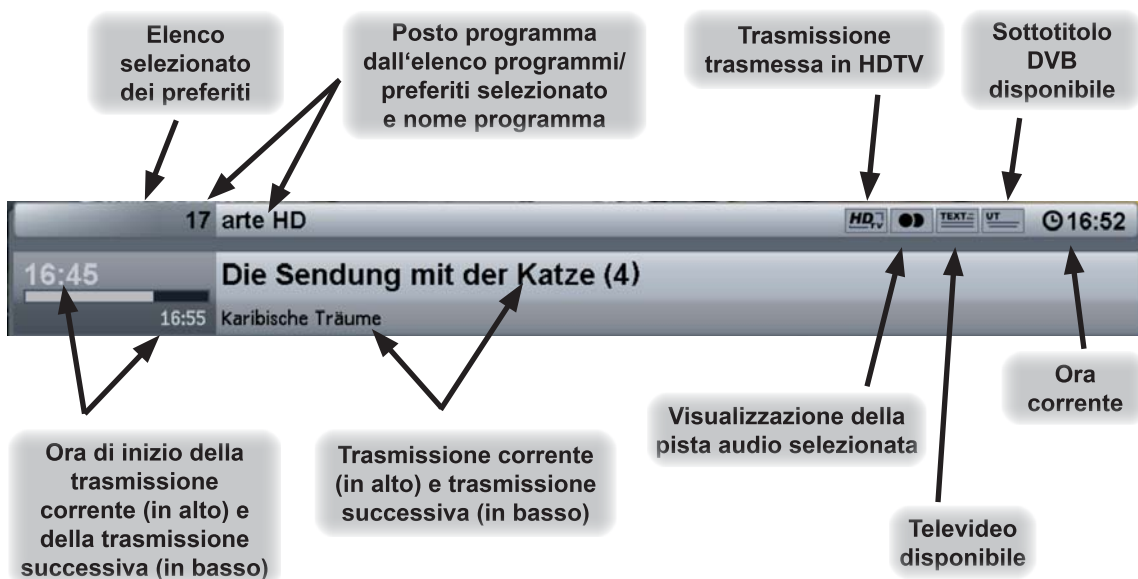 Elenco
selezionato
dei preferiti
Posto programma
dall‘elenco programmi/
preferiti selezionato
e nome programma
Trasmissione
trasmessa in HDTV
Sottotitolo
DVB
disponibile
17 arte HD HD TV TEXT UT 16:52
16:45 Die Sendung mit der Katze (4)
16:55 Karibische Träume
Ora di inizio della
trasmissione
corrente (in alto) e
della trasmissione
successiva (in basso)
Trasmissione corrente
(in alto) e trasmissione
successiva (in basso)
Visualizzazione della
pista audio selezionata
Televideo
disponibile
Ora
corrente